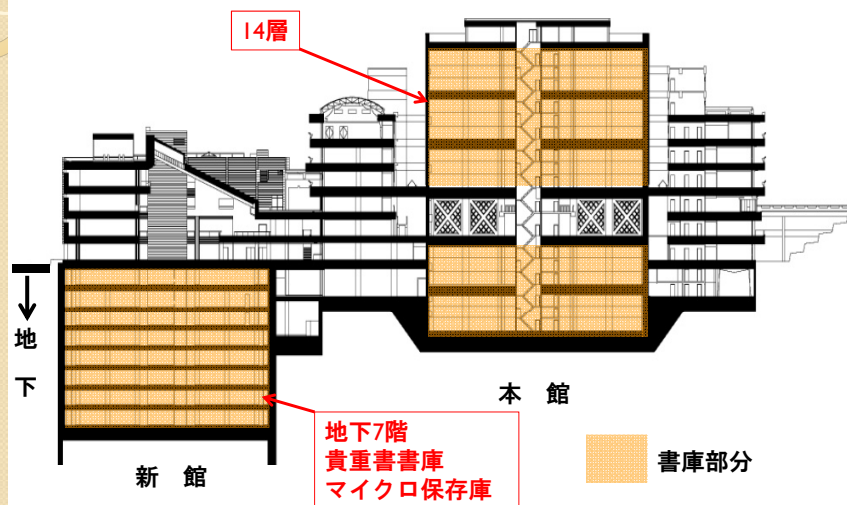 14層
地
下
本　館
地下7階
貴重書書庫
マイクロ保存庫
書庫部分
新　館